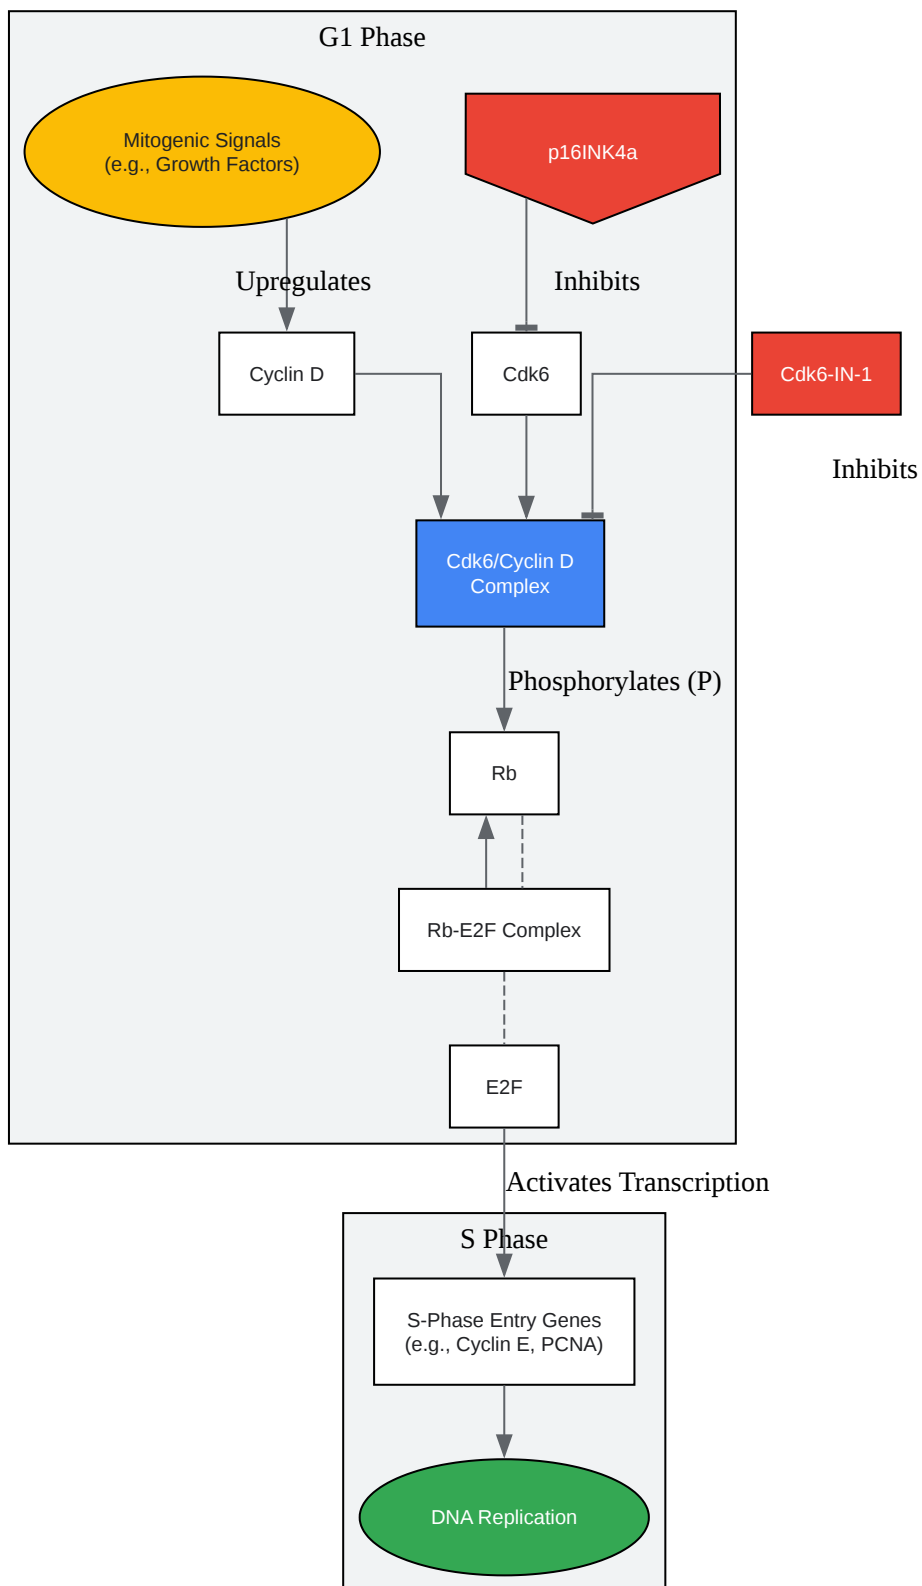 G1 Phase
Mitogenic Signals
(e.g., Growth Factors)
p16INK4a
Upregulates
Inhibits
Cyclin D
Cdk6
Cdk6-IN-1
Inhibits
Cdk6/Cyclin D
Complex
Phosphorylates (P)
Rb
Rb-E2F Complex
E2F
Activates Transcription
S Phase
S-Phase Entry Genes
(e.g., Cyclin E, PCNA)
DNA Replication